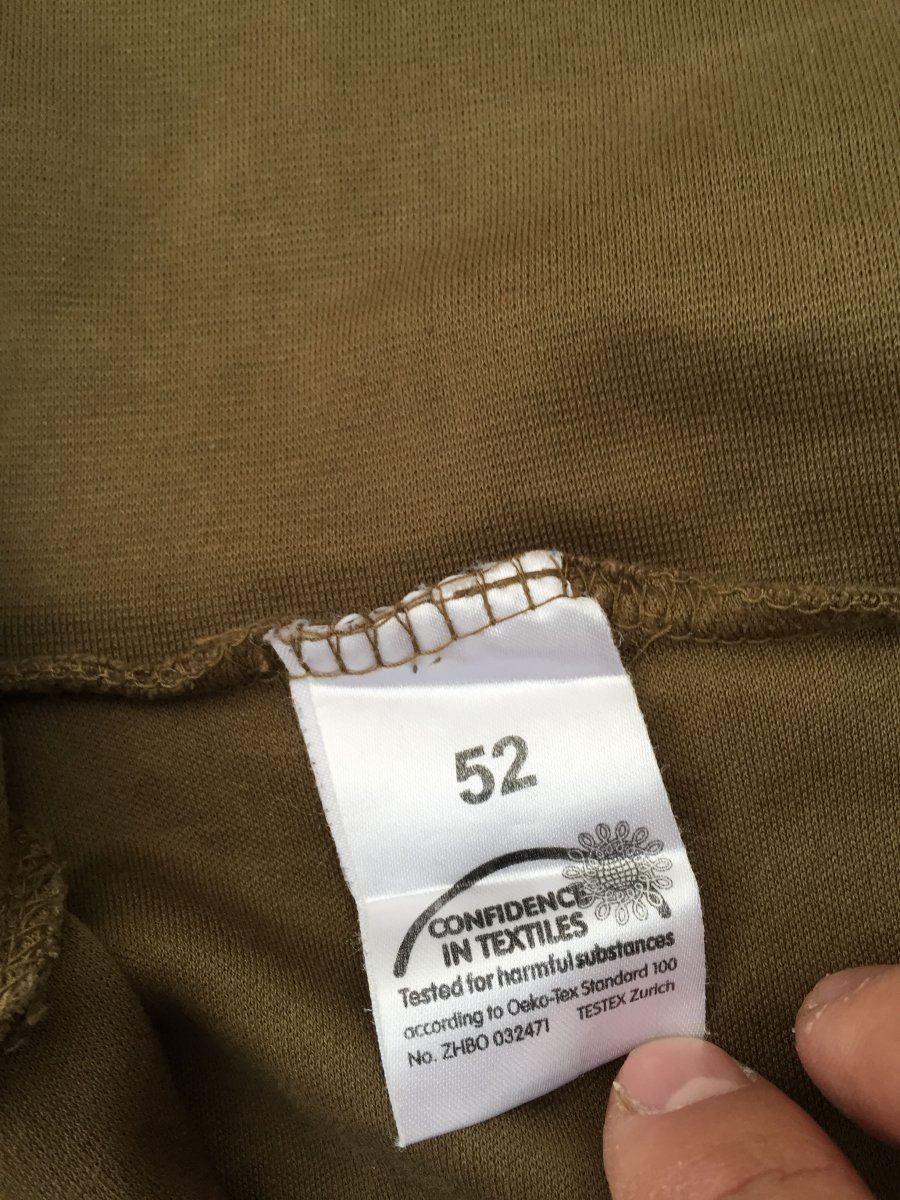 52
CONFIDENCE
IN TEXTILES
Tested for harmful substances
according to Oeko-Tex Standard 100
No. ZHBO 032471 TESTEX Zurich